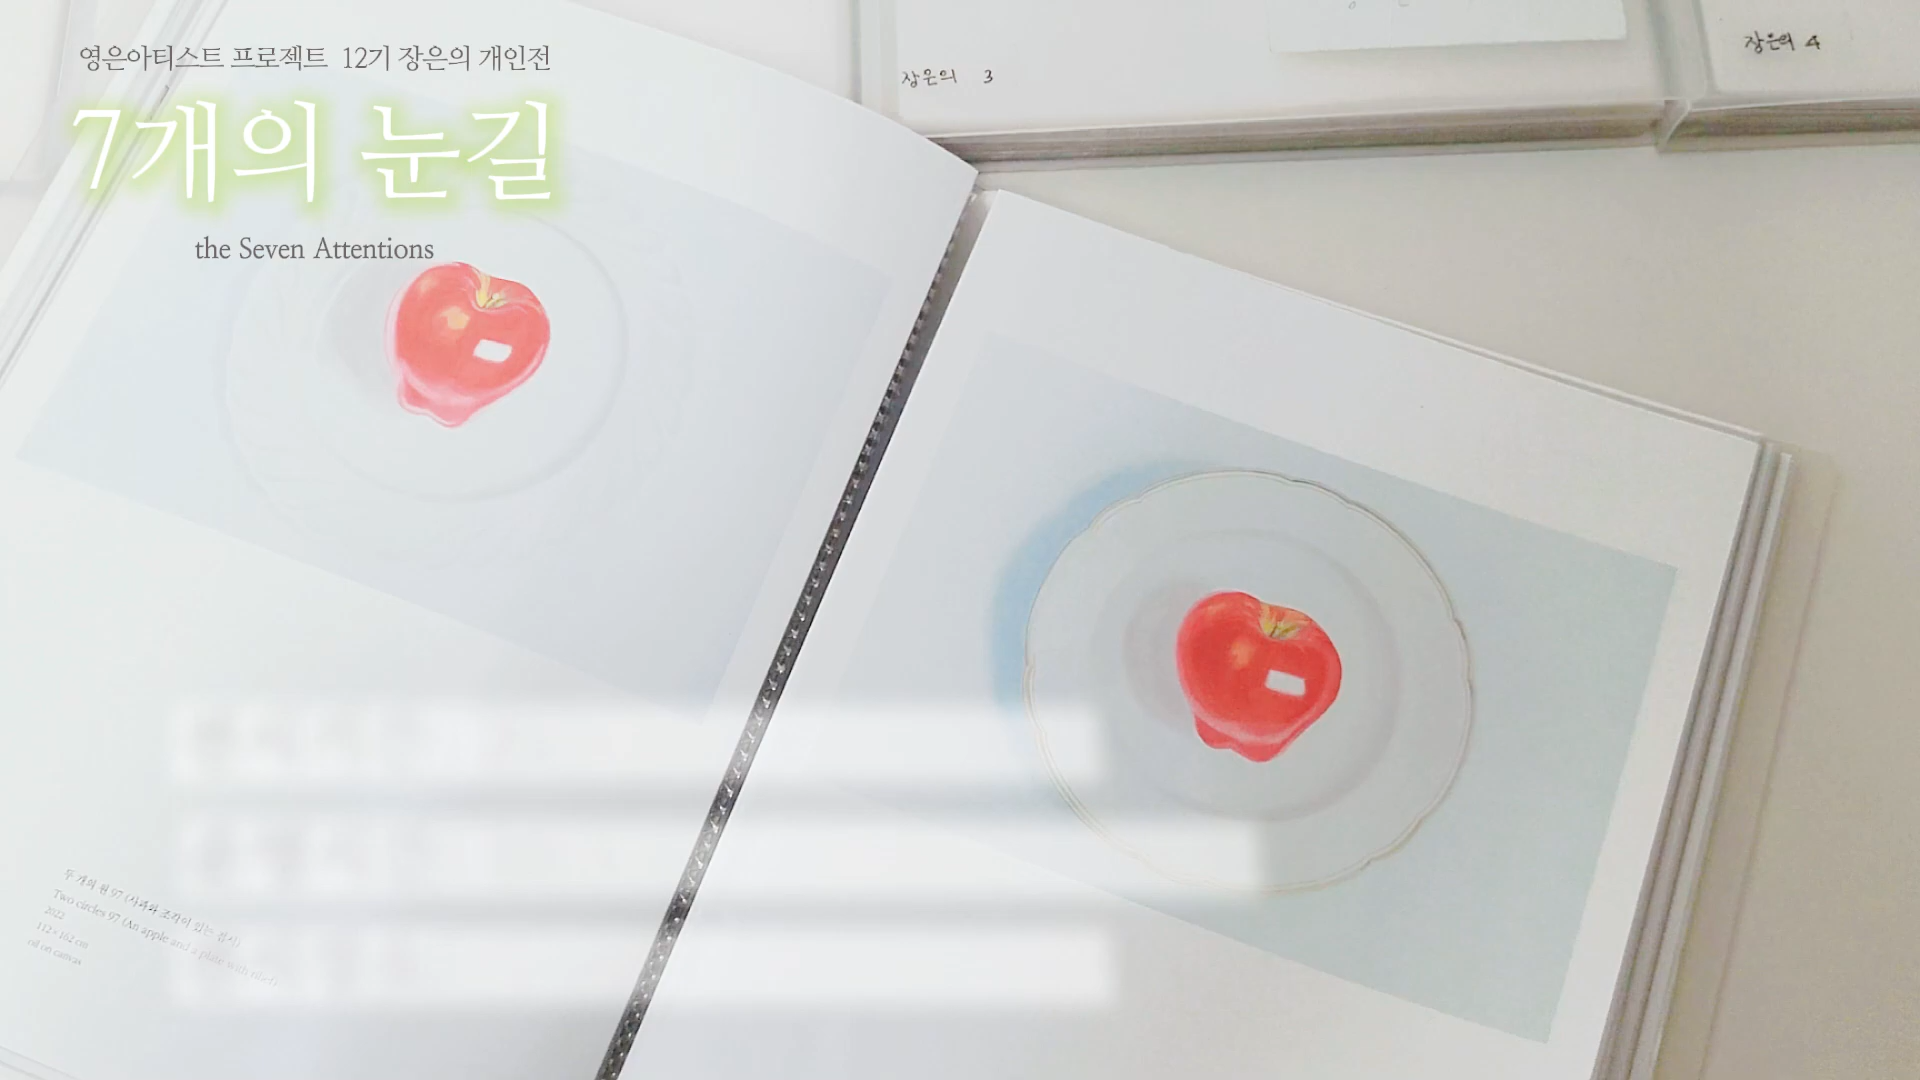 영은아티스트 프로젝트 12기 장은의 개인전
7개의 눈길
the Seven Attentions
장은의 3
장은의 4
두 개의 원 97 (사과와 조각이 있는 접시)
Two circles 97 (An apple and a plate with relief)
2022
112×162 cm
oil on canvas